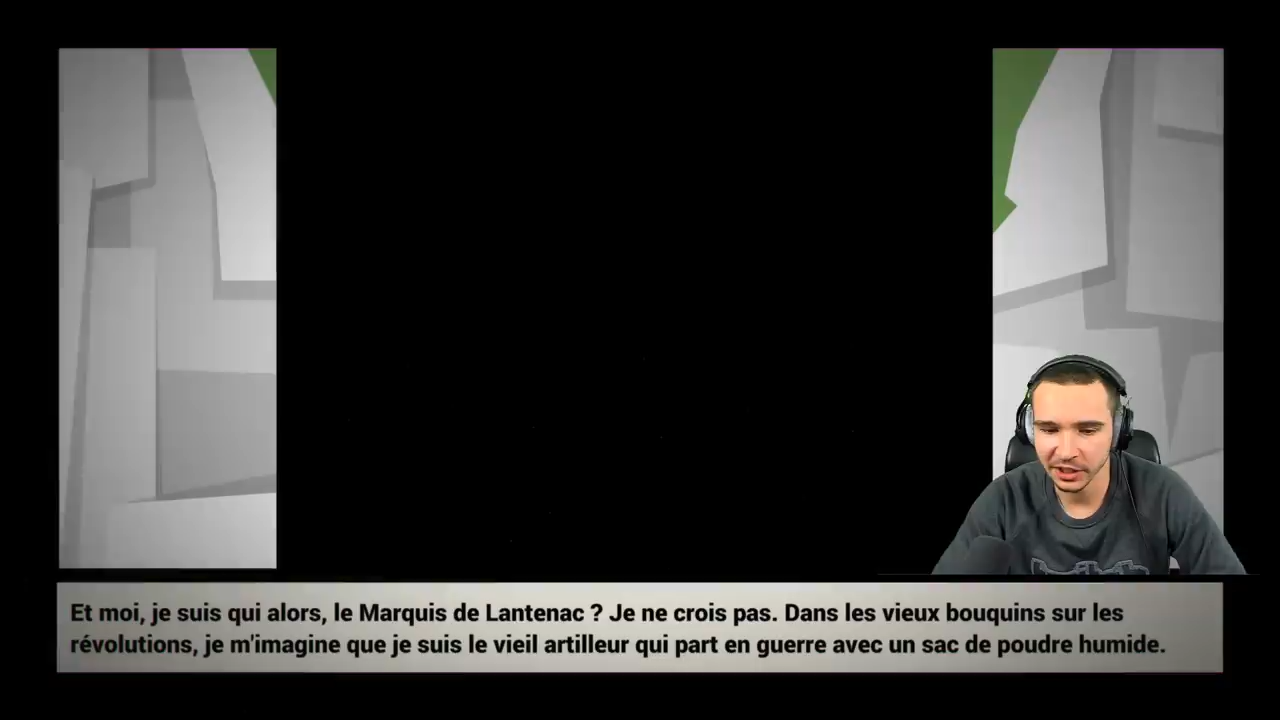 Et moi, je suis qui alors, le Marquis de Lantenac ? Je ne crois pas. Dans les vieux bouquins sur les
révolutions, je m'imagine que je suis le vieil artilleur qui part en guerre avec un sac de poudre humide.